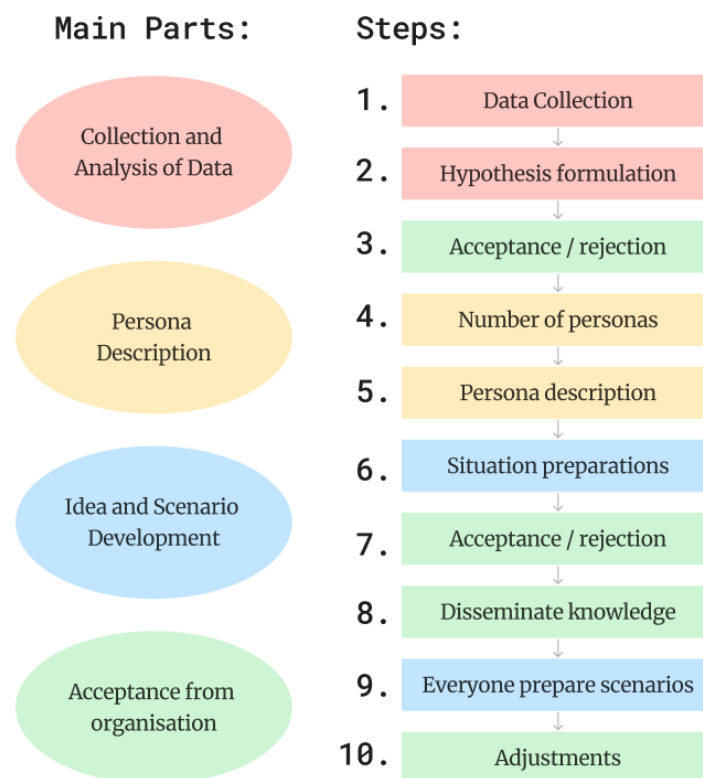 Main Parts:
Collection and
Analysis of Data
Persona
Description
Idea and Scenario
Development
Acceptance from
organisation
Steps:
1. Data Collection
2. Hypothesis formulation
3. Acceptance / rejection
4. Number of personas
5. Persona description
6. Situation preparations
7. Acceptance / rejection
8. Disseminate knowledge
9. Everyone prepare scenarios
10. Adjustments